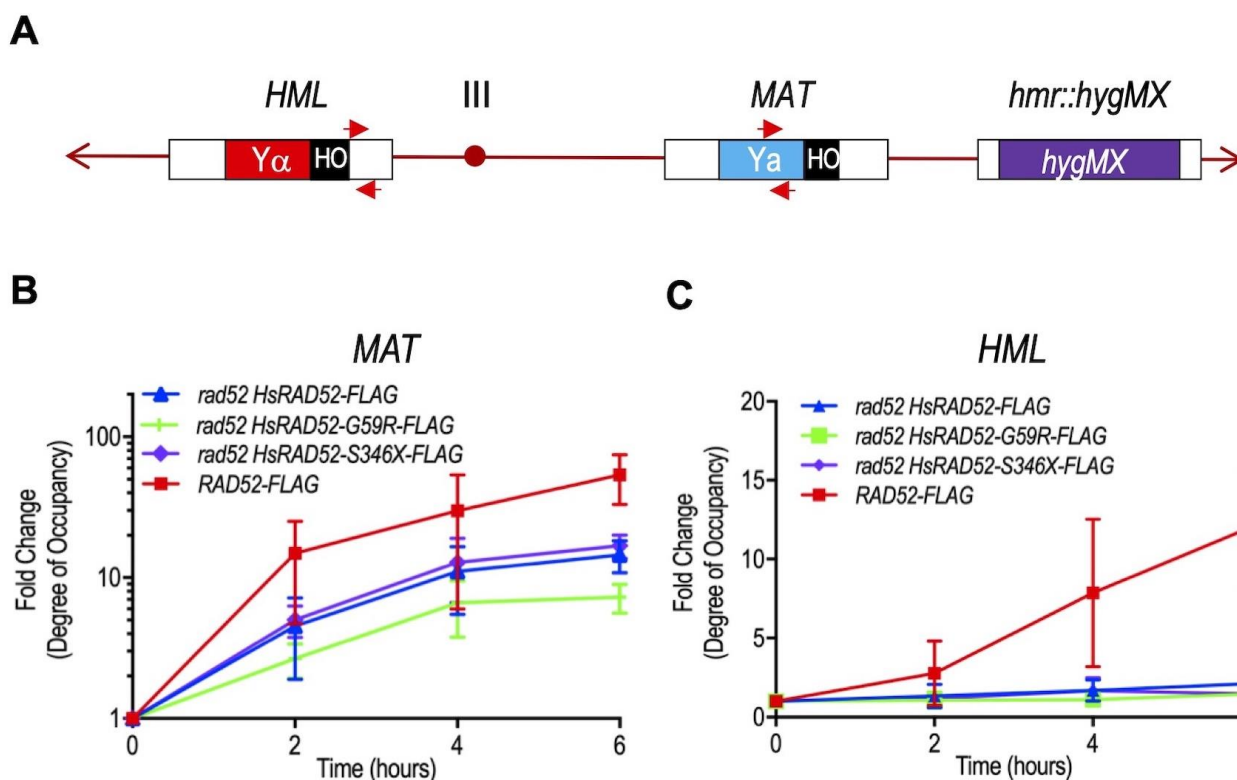 A
HML
III
MAT
hmr::hygMX
Yα
HO
Ya
HO
hygMX
B
MAT
rad52 HsRAD52-FLAG
rad52 HsRAD52-G59R-FLAG
rad52 HsRAD52-S346X-FLAG
RAD52-FLAG
Fold Change
(Degree of Occupancy)
100
10
1
0
2
4
6
Time (hours)
C
HML
rad52 HsRAD52-FLAG
rad52 HsRAD52-G59R-FLAG
rad52 HsRAD52-S346X-FLAG
RAD52-FLAG
Fold Change
(Degree of Occupancy)
20
15
10
5
0
0
2
4
Time (hours)